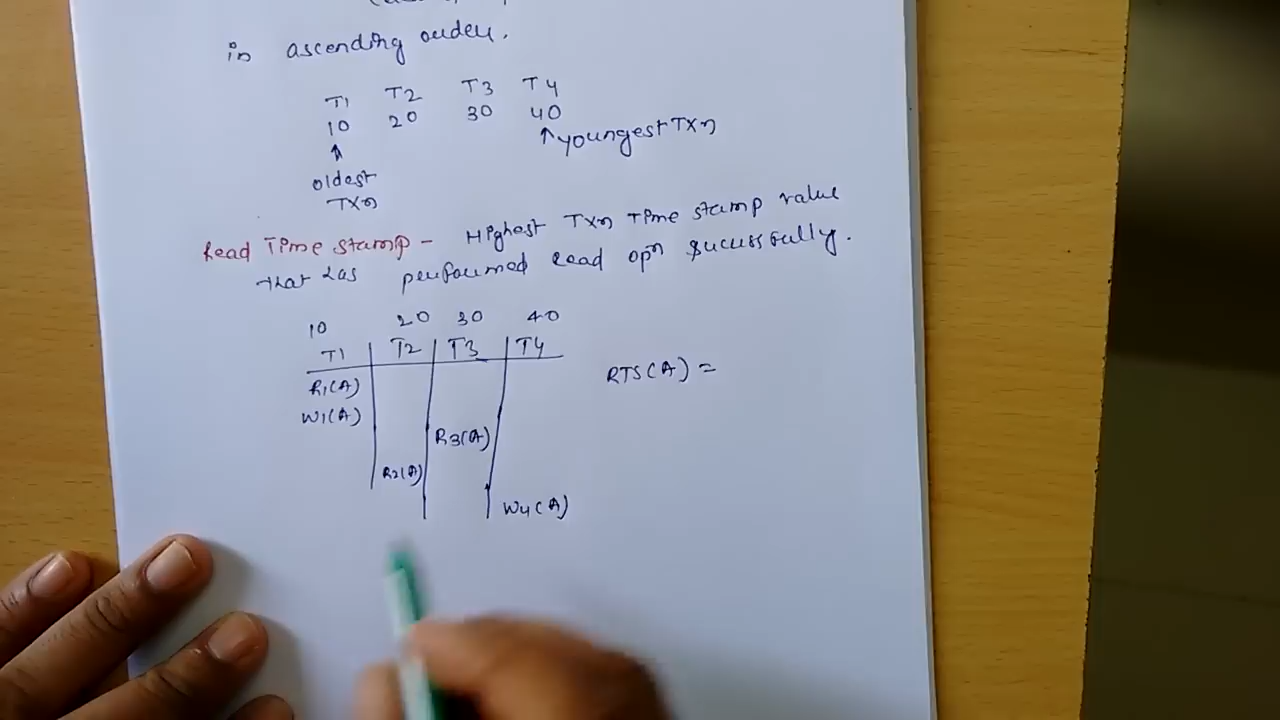 in ascending order.
T1 T2 T3 T4
10 20 30 40
↑ ↑youngest Txn
oldest
Txn
Read Time stamp - Highest Txn Time stamp value
that has performed read opn successfully.
10 20 30 40
T1 T2 T3 T4
R1(A) RTS(A) =
W1(A)
R3(A)
R2(A)
W4(A)